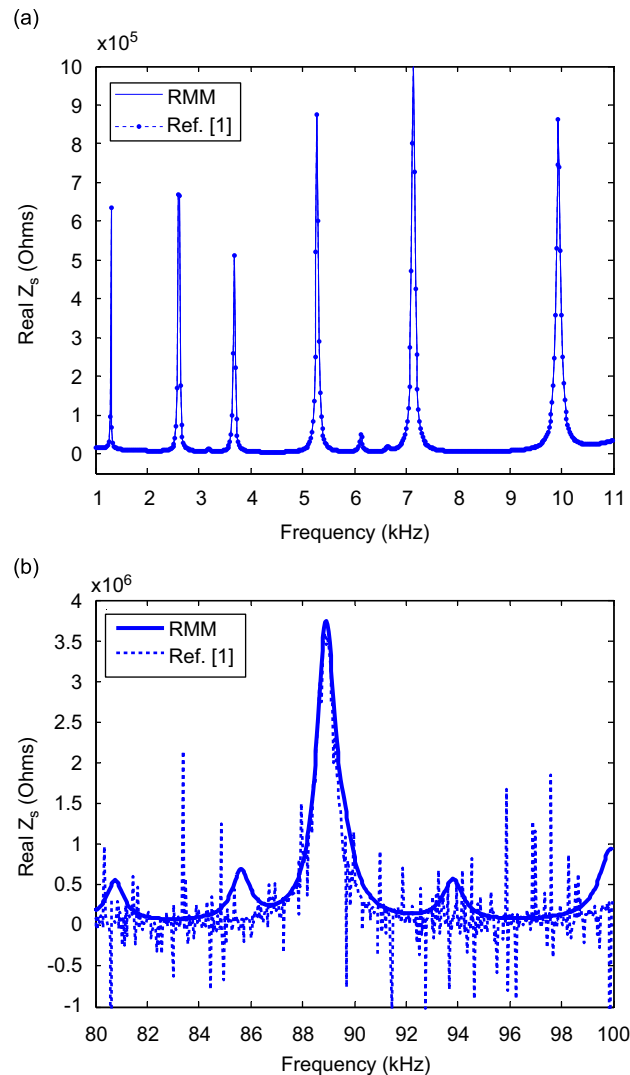 (a)
x10^5
10
9
8
7
6
5
4
3
2
1
0
Real Z_s (Ohms)
RMM
Ref. [1]
1 2 3 4 5 6 7 8 9 10 11
Frequency (kHz)
(b)
x10^6
4
3.5
3
2.5
2
1.5
1
0.5
0
-0.5
-1
Real Z_s (Ohms)
RMM
Ref. [1]
80 82 84 86 88 90 92 94 96 98 100
Frequency (kHz)